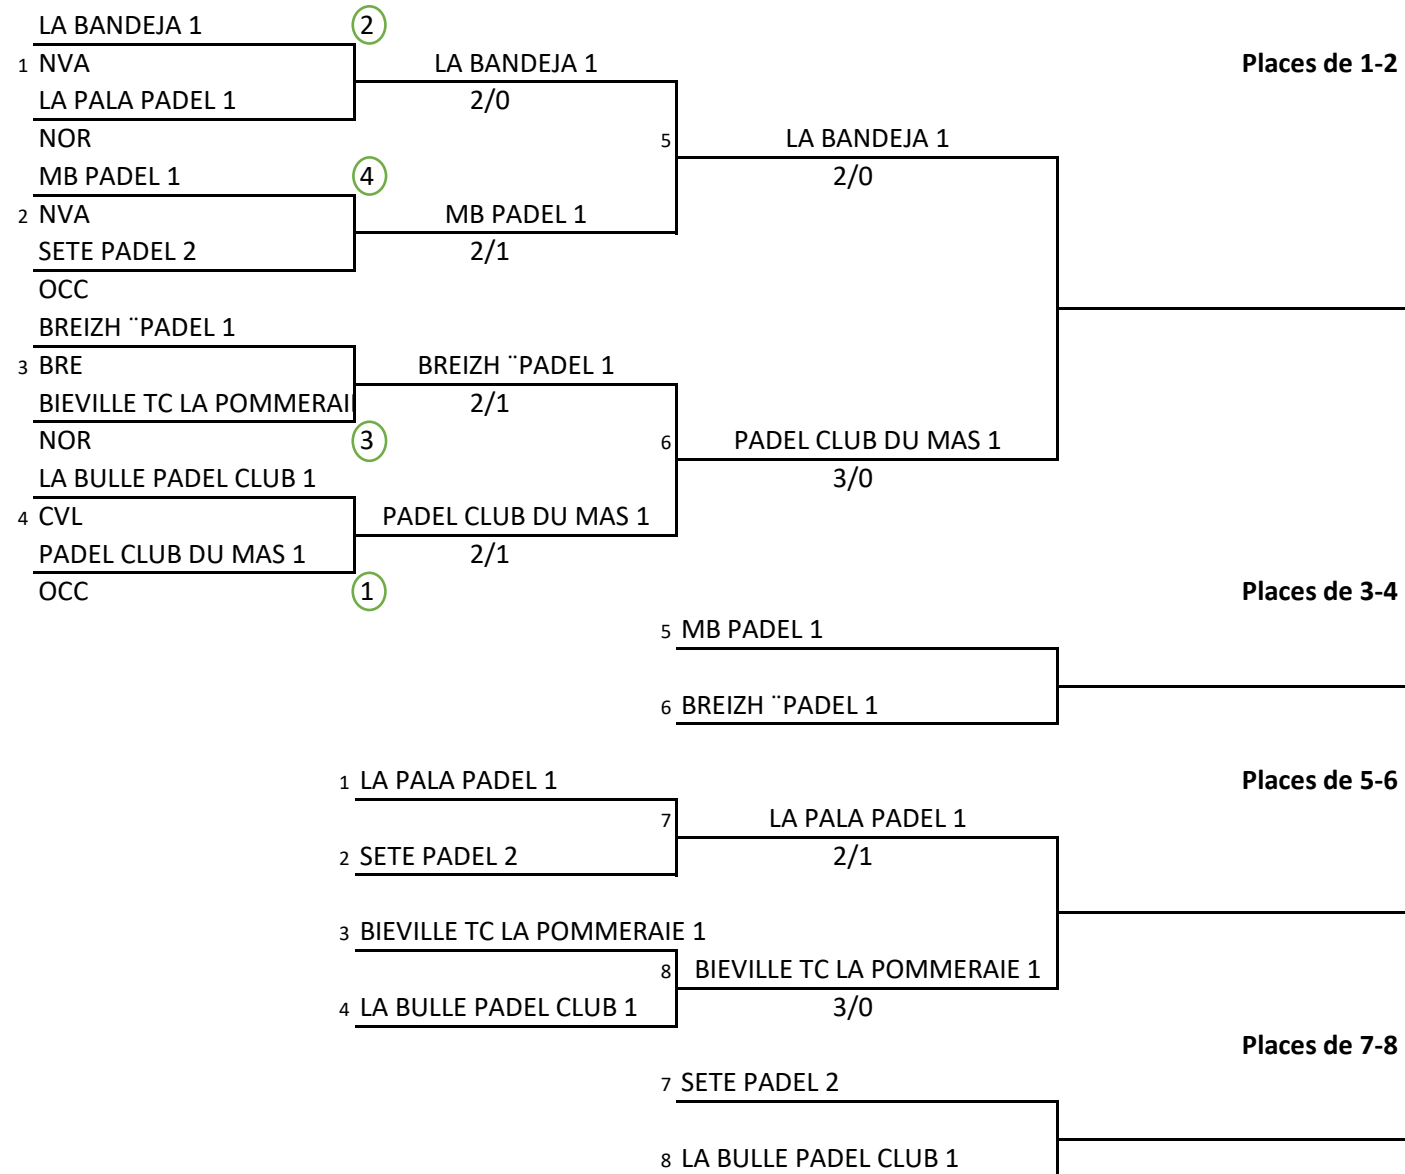 LA BANDEJA 1 2
1 NVA LA BANDEJA 1 Places de 1-2
LA PALA PADEL 1 2/0
NOR 5 LA BANDEJA 1
MB PADEL 1 4 2/0
2 NVA MB PADEL 1
SETE PADEL 2 2/1
OCC
BREIZH ¨PADEL 1
3 BRE BREIZH ¨PADEL 1
BIEVILLE TC LA POMMERAI 2/1
NOR 3 6 PADEL CLUB DU MAS 1
LA BULLE PADEL CLUB 1 3/0
4 CVL PADEL CLUB DU MAS 1
PADEL CLUB DU MAS 1 2/1
OCC 1 Places de 3-4
5 MB PADEL 1
6 BREIZH ¨PADEL 1
1 LA PALA PADEL 1 Places de 5-6
7 LA PALA PADEL 1
2 SETE PADEL 2 2/1
3 BIEVILLE TC LA POMMERAIE 1
8 BIEVILLE TC LA POMMERAIE 1
4 LA BULLE PADEL CLUB 1 3/0
Places de 7-8
7 SETE PADEL 2
8 LA BULLE PADEL CLUB 1